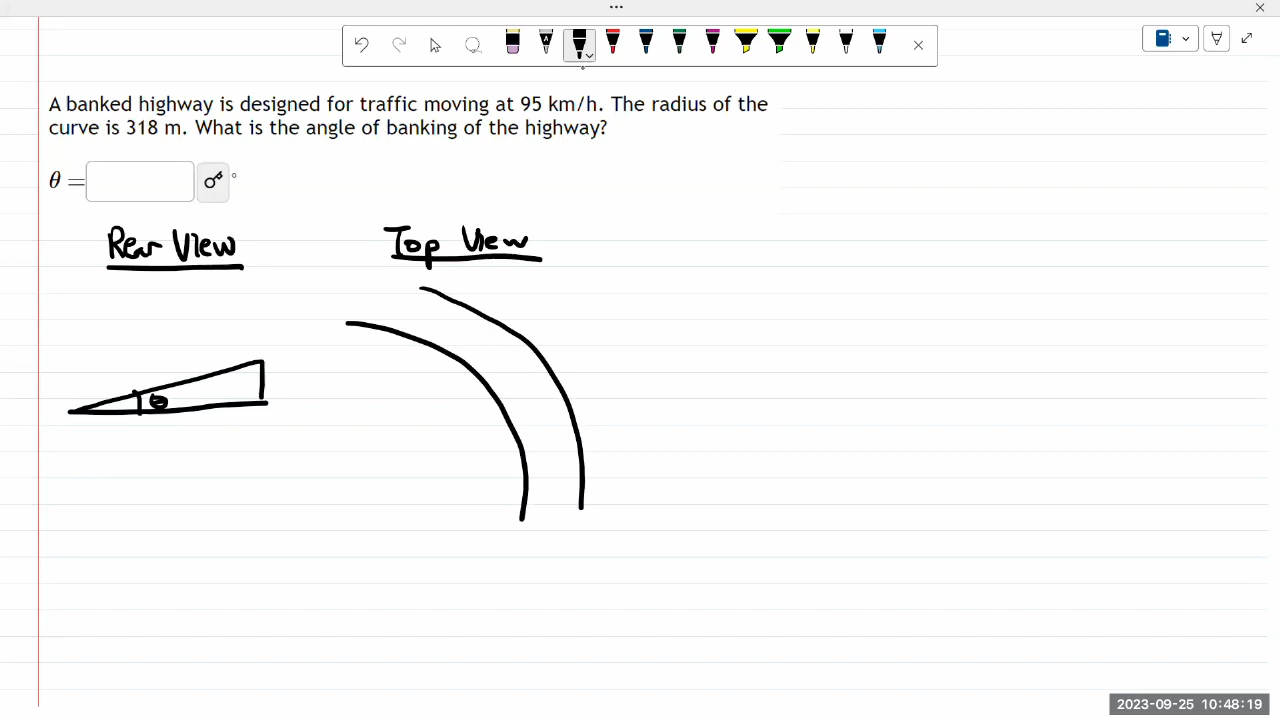 A banked highway is designed for traffic moving at 95 km/h. The radius of the
curve is 318 m. What is the angle of banking of the highway?
θ = °
Rear View
Top View
θ
2023-09-25 10:48:19